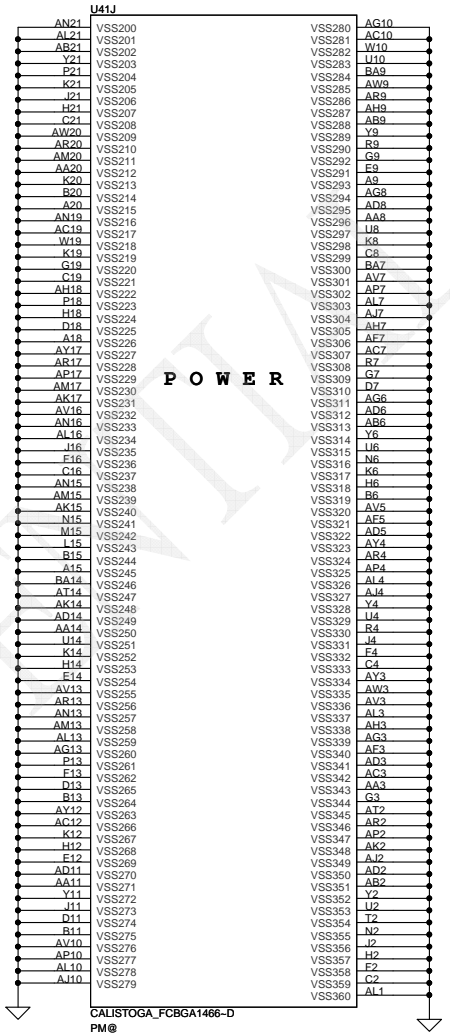 U41J
AN21 VSS200 VSS280 AG10
AL21 VSS201 VSS281 AC10
AB21 VSS202 VSS282 W10
Y21 VSS203 VSS283 U10
P21 VSS204 VSS284 BA9
K21 VSS205 VSS285 AW9
J21 VSS206 VSS286 AR9
H21 VSS207 VSS287 AH9
C21 VSS208 VSS288 AB9
AW20 VSS209 VSS289 Y9
AR20 VSS210 VSS290 R9
AM20 VSS211 VSS292 G9
AA20 VSS212 VSS291 E9
K20 VSS213 VSS293 A9
B20 VSS214 VSS294 AG8
A20 VSS215 VSS295 AD8
AN19 VSS216 VSS296 AA8
AC19 VSS217 VSS297 U8
W19 VSS218 VSS298 K8
K19 VSS219 VSS299 C8
G19 VSS220 VSS300 BA7
C19 VSS221 VSS301 AV7
AH18 VSS222 VSS302 AP7
P18 VSS223 VSS303 AL7
H18 VSS224 VSS304 AJ7
D18 VSS225 VSS305 AH7
A18 VSS226 VSS306 AF7
AY17 VSS227 VSS307 AC7
AR17 VSS228 VSS308 R7
AP17 VSS229 POWER VSS309 G7
AM17 VSS230 VSS310 D7
AK17 VSS231 VSS311 AG6
AV16 VSS232 VSS312 AD6
AN16 VSS233 VSS313 AB6
AL16 VSS234 VSS314 Y6
J16 VSS235 VSS315 U6
F16 VSS236 VSS316 N6
C16 VSS237 VSS317 K6
AN15 VSS238 VSS318 H6
AM15 VSS239 VSS319 B6
AK15 VSS240 VSS320 AV5
N15 VSS241 VSS321 AF5
M15 VSS242 VSS322 AD5
L15 VSS243 VSS323 AY4
B15 VSS244 VSS324 AR4
A15 VSS245 VSS325 AP4
BA14 VSS246 VSS326 AL4
AT14 VSS247 VSS327 AJ4
AK14 VSS248 VSS328 Y4
AD14 VSS249 VSS329 U4
AA14 VSS250 VSS330 R4
U14 VSS251 VSS331 J4
K14 VSS252 VSS332 F4
H14 VSS253 VSS333 C4
E14 VSS254 VSS334 AY3
AV13 VSS255 VSS335 AW3
AR13 VSS256 VSS336 AV3
AN13 VSS257 VSS337 AL3
AM13 VSS258 VSS338 AH3
AL13 VSS259 VSS339 AG3
AG13 VSS260 VSS340 AF3
P13 VSS261 VSS341 AD3
F13 VSS262 VSS342 AC3
D13 VSS265 VSS343 AA3
B13 VSS264 VSS344 G3
AY12 VSS263 VSS345 AT2
AC12 VSS266 VSS346 AR2
K12 VSS267 VSS347 AP2
H12 VSS268 VSS348 AK2
E12 VSS269 VSS349 AJ2
AD11 VSS270 VSS350 AD2
AA11 VSS271 VSS351 AB2
Y11 VSS272 VSS352 Y2
J11 VSS273 VSS353 U2
D11 VSS274 VSS354 T2
B11 VSS275 VSS355 N2
AV10 VSS276 VSS356 J2
AP10 VSS277 VSS357 H2
AL10 VSS278 VSS358 F2
AJ10 VSS279 VSS359 C2
VSS360 AL1
CALISTOGA_FCBGA1466~D
PM@